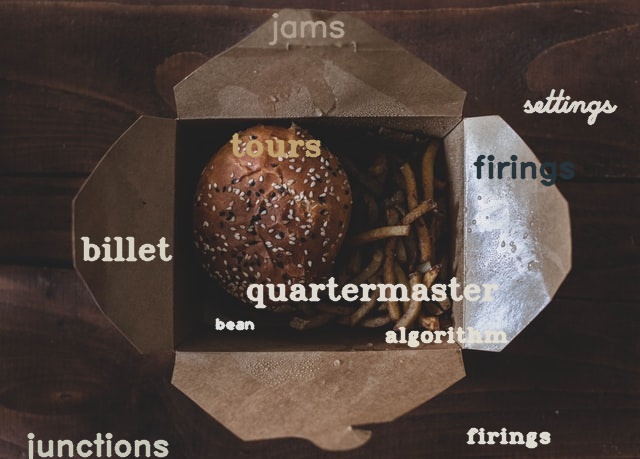 jams
settings
tours
firings
billet
quartermaster
bean
algorithm
firings
junctions